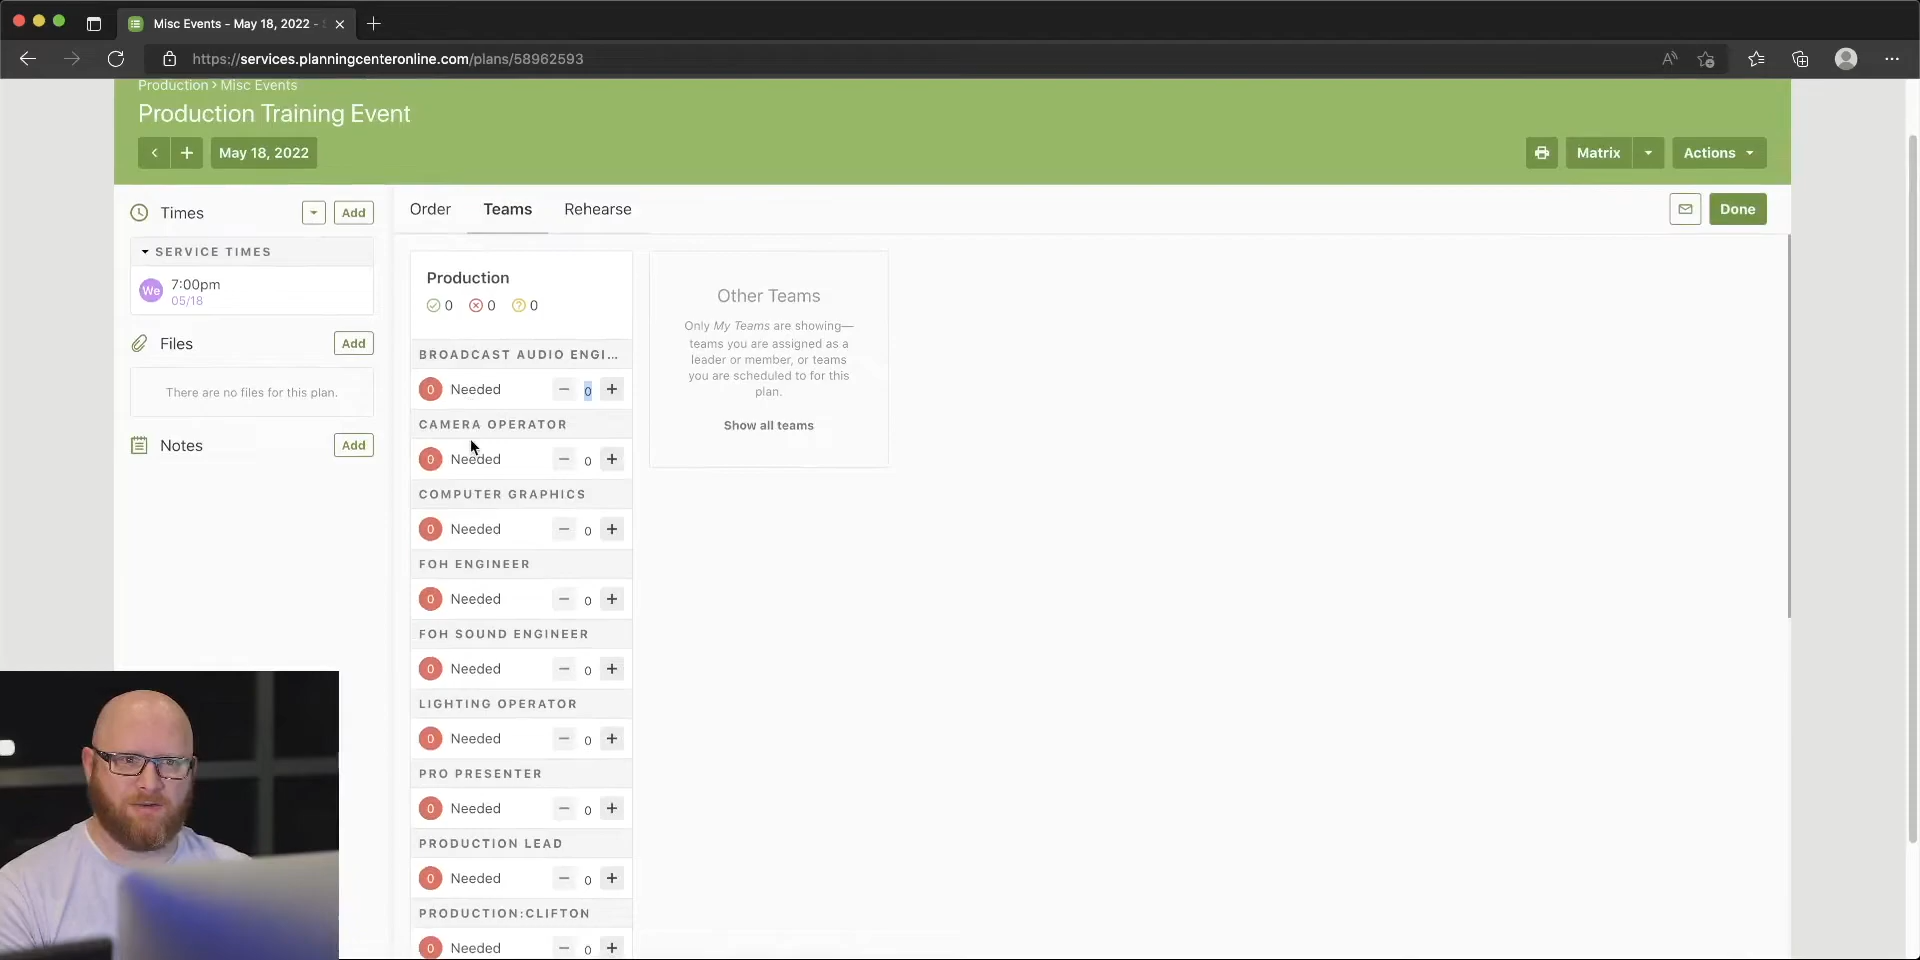 Misc Events - May 18, 2022 -
https://services.planningcenteronline.com/plans/58962593
Production › Misc Events
Production Training Event
May 18, 2022
Matrix
Actions
Times
Add
SERVICE TIMES
We
7:00pm
05/18
Files
Add
There are no files for this plan.
Notes
Add
Order
Teams
Rehearse
Done
Production
0
0
0
BROADCAST AUDIO ENGI...
0 Needed − 0 +
CAMERA OPERATOR
0 Needed − 0 +
COMPUTER GRAPHICS
0 Needed − 0 +
FOH ENGINEER
0 Needed − 0 +
FOH SOUND ENGINEER
0 Needed − 0 +
LIGHTING OPERATOR
0 Needed − 0 +
PRO PRESENTER
0 Needed − 0 +
PRODUCTION LEAD
0 Needed − 0 +
PRODUCTION:CLIFTON
0 Needed − 0 +
Other Teams
Only My Teams are showing—
teams you are assigned as a
leader or member, or teams
you are scheduled to for this
plan.
Show all teams